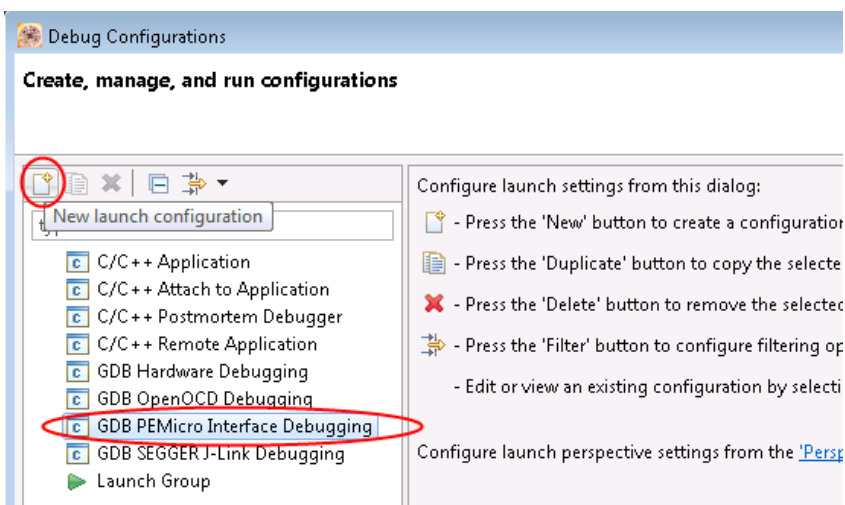 Debug Configurations
Create, manage, and run configurations
New launch configuration
Configure launch settings from this dialog:
- Press the 'New' button to create a configuration
- Press the 'Duplicate' button to copy the
- Press the 'Delete' button to remove the selected
- Press the 'Filter' button to configure filtering
- Edit or view an existing configuration by
Configure launch perspective settings from the
C/C++ Application
C/C++ Attach to Application
C/C++ Postmortem Debugger
C/C++ Remote Application
GDB Hardware Debugging
GDB OpenOCD Debugging
GDB PEMicro Interface Debugging
GDB SEGGER J-Link Debugging
Launch Group